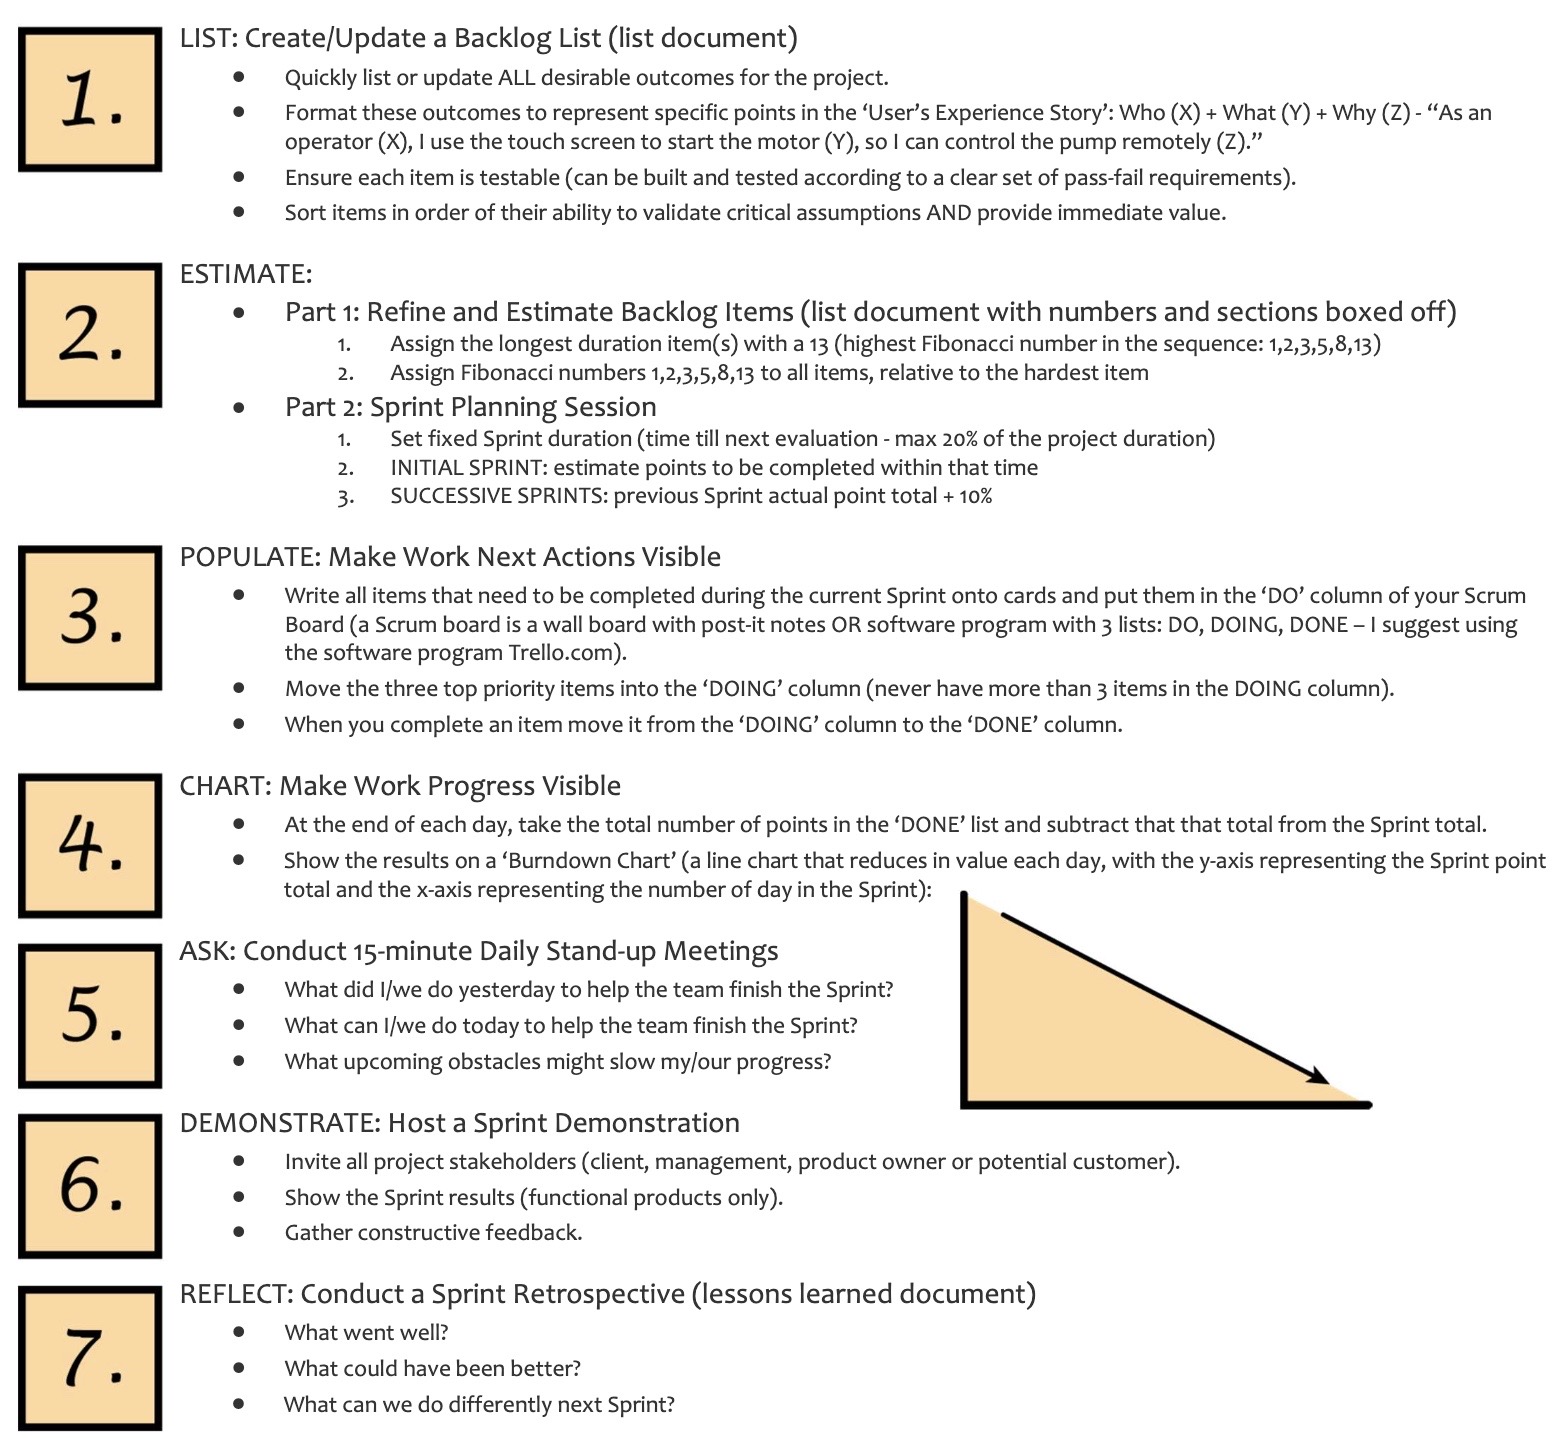 1.
LIST: Create/Update a Backlog List (list document)
● Quickly list or update ALL desirable outcomes for the project.
● Format these outcomes to represent specific points in the ‘User’s Experience Story’: Who (X) + What (Y) + Why (Z) - “As an
operator (X), I use the touch screen to start the motor (Y), so I can control the pump remotely (Z).”
● Ensure each item is testable (can be built and tested according to a clear set of pass-fail requirements).
● Sort items in order of their ability to validate critical assumptions AND provide immediate value.
2.
ESTIMATE:
● Part 1: Refine and Estimate Backlog Items (list document with numbers and sections boxed off)
1. Assign the longest duration item(s) with a 13 (highest Fibonacci number in the sequence: 1,2,3,5,8,13)
2. Assign Fibonacci numbers 1,2,3,5,8,13 to all items, relative to the hardest item
● Part 2: Sprint Planning Session
1. Set fixed Sprint duration (time till next evaluation - max 20% of the project duration)
2. INITIAL SPRINT: estimate points to be completed within that time
3. SUCCESSIVE SPRINTS: previous Sprint actual point total + 10%
3.
POPULATE: Make Work Next Actions Visible
● Write all items that need to be completed during the current Sprint onto cards and put them in the ‘DO’ column of your Scrum
Board (a Scrum board is a wall board with post-it notes OR software program with 3 lists: DO, DOING, DONE – I suggest using
the software program Trello.com).
● Move the three top priority items into the ‘DOING’ column (never have more than 3 items in the DOING column).
● When you complete an item move it from the ‘DOING’ column to the ‘DONE’ column.
4.
CHART: Make Work Progress Visible
● At the end of each day, take the total number of points in the ‘DONE’ list and subtract that that total from the Sprint total.
● Show the results on a ‘Burndown Chart’ (a line chart that reduces in value each day, with the y-axis representing the Sprint point
total and the x-axis representing the number of day in the Sprint):
5.
ASK: Conduct 15-minute Daily Stand-up Meetings
● What did I/we do yesterday to help the team finish the Sprint?
● What can I/we do today to help the team finish the Sprint?
● What upcoming obstacles might slow my/our progress?
6.
DEMONSTRATE: Host a Sprint Demonstration
● Invite all project stakeholders (client, management, product owner or potential customer).
● Show the Sprint results (functional products only).
● Gather constructive feedback.
7.
REFLECT: Conduct a Sprint Retrospective (lessons learned document)
● What went well?
● What could have been better?
● What can we do differently next Sprint?